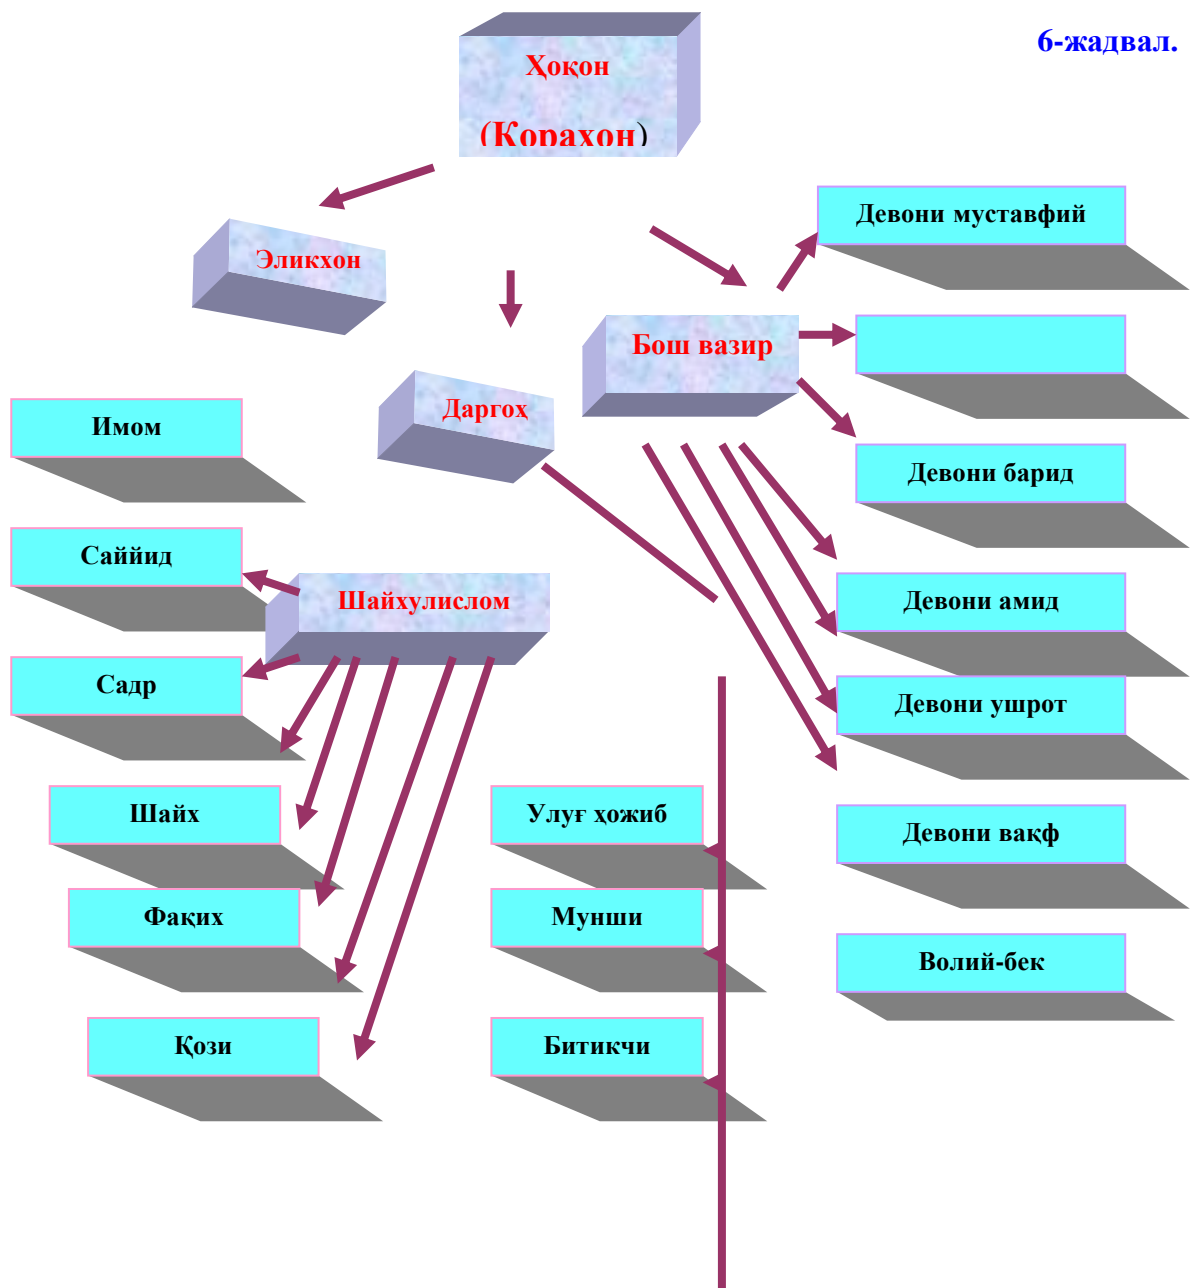 6-жадвал.
Ҳоқон
(Қорахон)
Эликхон
Девони муставфий
Бош вазир
Даргоҳ
Имом
Девони барид
Саййид
Шайхулислом
Девони амид
Садр
Девони ушрот
Шайх
Улуғ ҳожиб
Девони вақф
Фақих
Мунши
Волий-бек
Қози
Битикчи